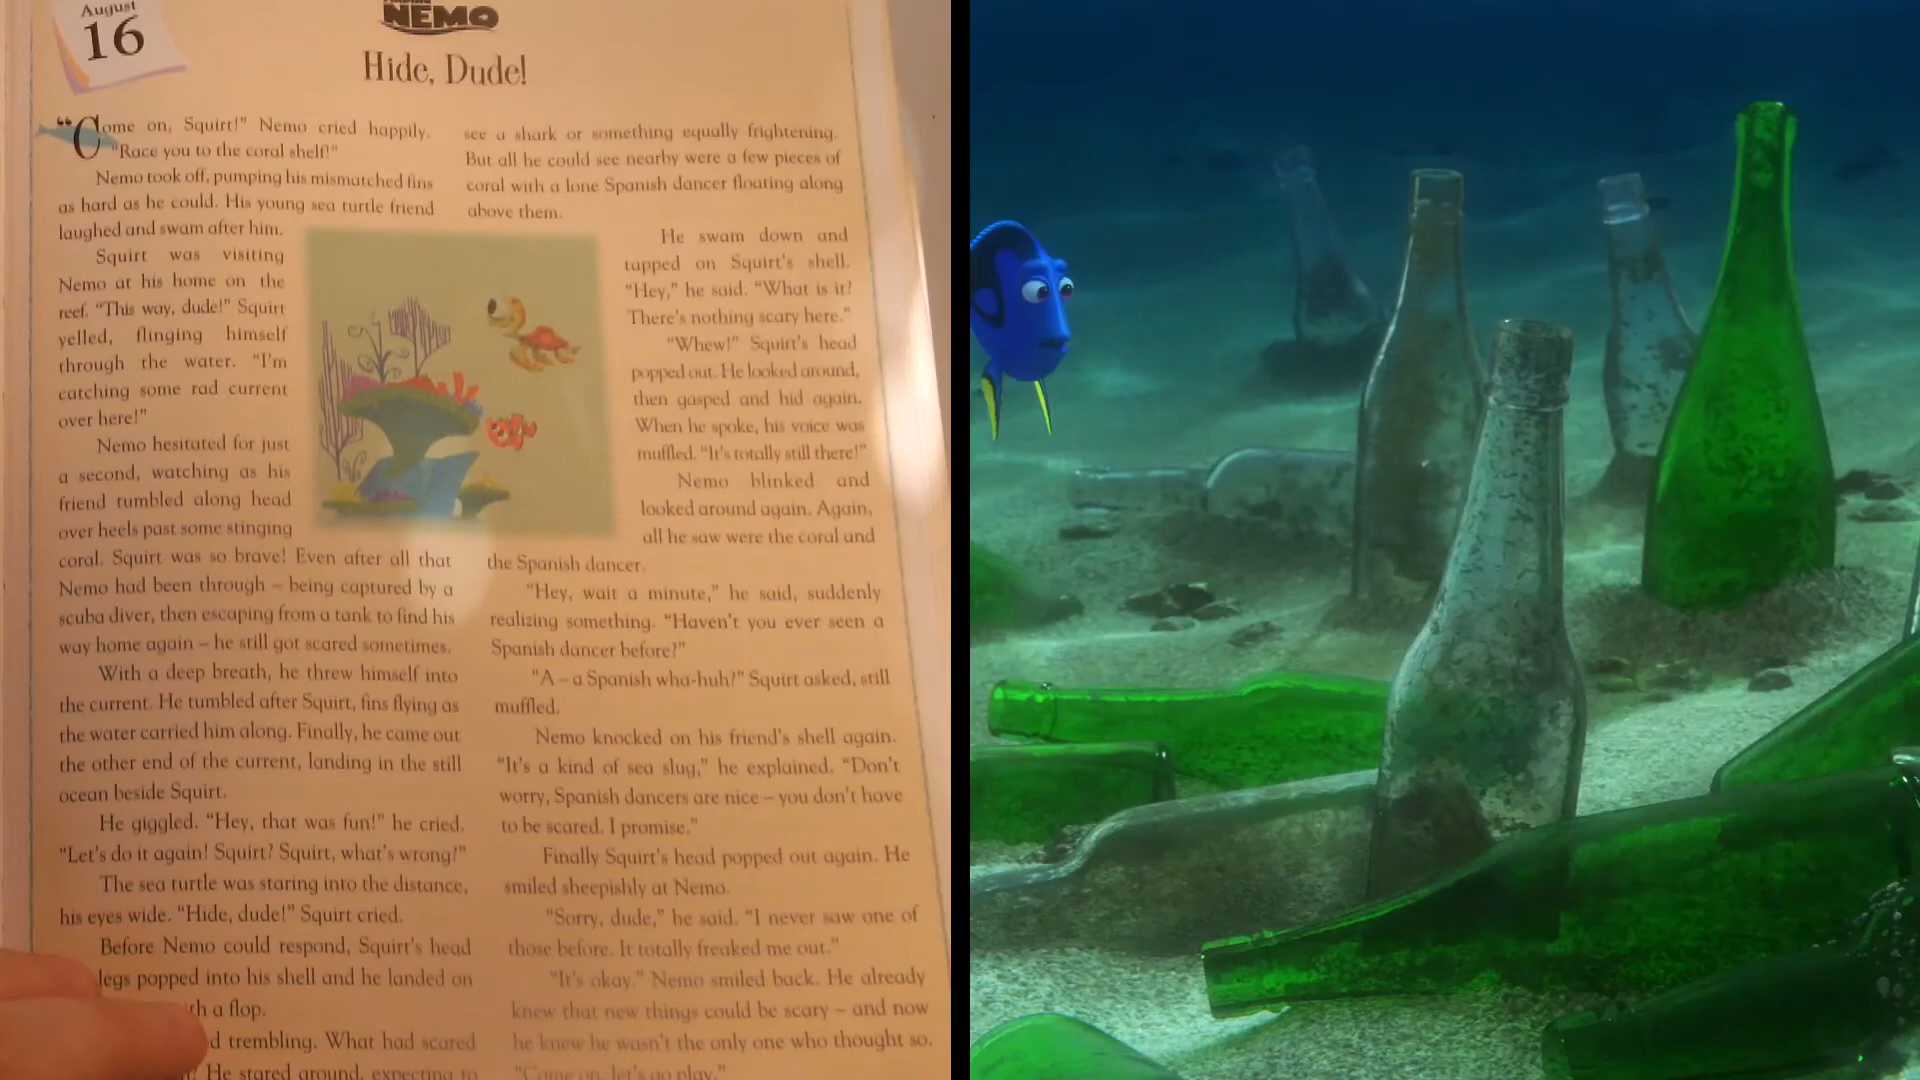 August
16
NEMO
Hide, Dude!
"Come on, Squirt!" Nemo cried happily.
"Race you to the coral shelf!"
Nemo took off, pumping his mismatched fins
as hard as he could. His young sea turtle friend
laughed and swam after him.
Squirt was visiting
Nemo at his home on the
reef. "This way, dude!" Squirt
yelled, flinging himself
through the water. "I'm
catching some rad current
over here!"
Nemo hesitated for just
a second, watching as his
friend tumbled along head
over heels past some stinging
coral. Squirt was so brave! Even after all that
Nemo had been through – being captured by a
scuba diver, then escaping from a tank to find his
way home again – he still got scared sometimes.
With a deep breath, he threw himself into
the current. He tumbled after Squirt, fins flying as
the water carried him along. Finally, he came out
the other end of the current, landing in the still
ocean beside Squirt.
He giggled. "Hey, that was fun!" he cried.
"Let's do it again! Squirt? Squirt, what's wrong?"
The sea turtle was staring into the distance,
his eyes wide. "Hide, dude!" Squirt cried.
Before Nemo could respond, Squirt's head
legs popped into his shell and he landed on
a flop.
trembling. What had scared
He stared around, expecting to
see a shark or something equally frightening.
But all he could see nearby were a few pieces of
coral with a lone Spanish dancer floating along
above them.
He swam down and
tapped on Squirt's shell.
"Hey," he said. "What is it?
There's nothing scary here."
"Whew!" Squirt's head
popped out. He looked around,
then gasped and hid again.
When he spoke, his voice was
muffled. "It's totally still there!"
Nemo blinked and
looked around again. Again,
all he saw were the coral and
the Spanish dancer.
"Hey, wait a minute," he said, suddenly
realizing something. "Haven't you ever seen a
Spanish dancer before?"
"A – a Spanish wha-huh?" Squirt asked, still
muffled.
Nemo knocked on his friend's shell again.
"It's a kind of sea slug," he explained. "Don't
worry, Spanish dancers are nice – you don't have
to be scared. I promise."
Finally Squirt's head popped out again. He
smiled sheepishly at Nemo.
"Sorry, dude," he said. "I never saw one of
those before. It totally freaked me out."
"It's okay." Nemo smiled back. He already
knew that new things could be scary – and now
he knew he wasn't the only one who thought so.
"Come on, let's go play."